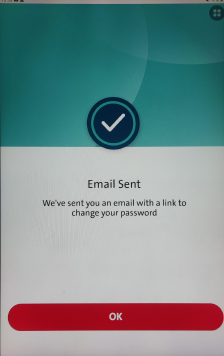 Email Sent
We've sent you an email with a link to
change your password
OK